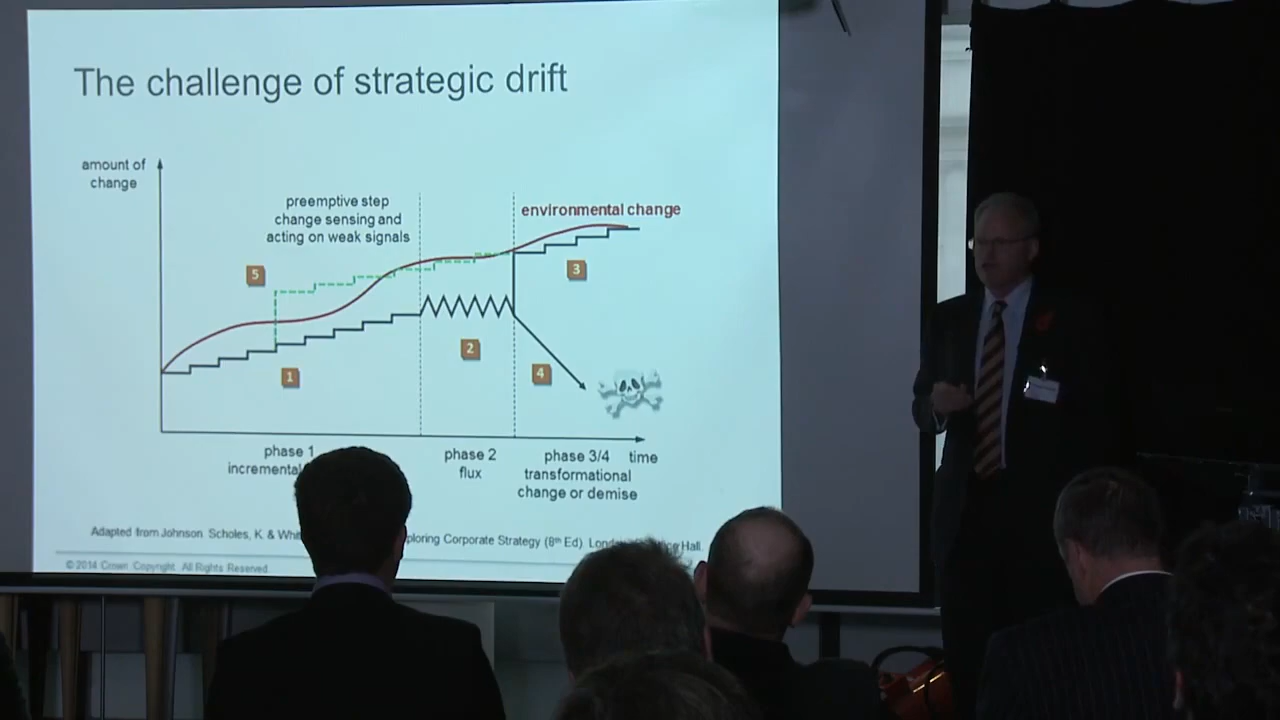 The challenge of strategic drift
amount of
change
preemptive step
change sensing and
acting on weak signals
environmental change
5
3
2
1
4
phase 1
incremental
phase 2
flux
phase 3/4
transformational
change or demise
time
Adapted from Johnson. Scholes, K. & ploring Corporate Strategy (8th Ed). Hall.
© 2014 Crown Copyright. All Rights Reserved.